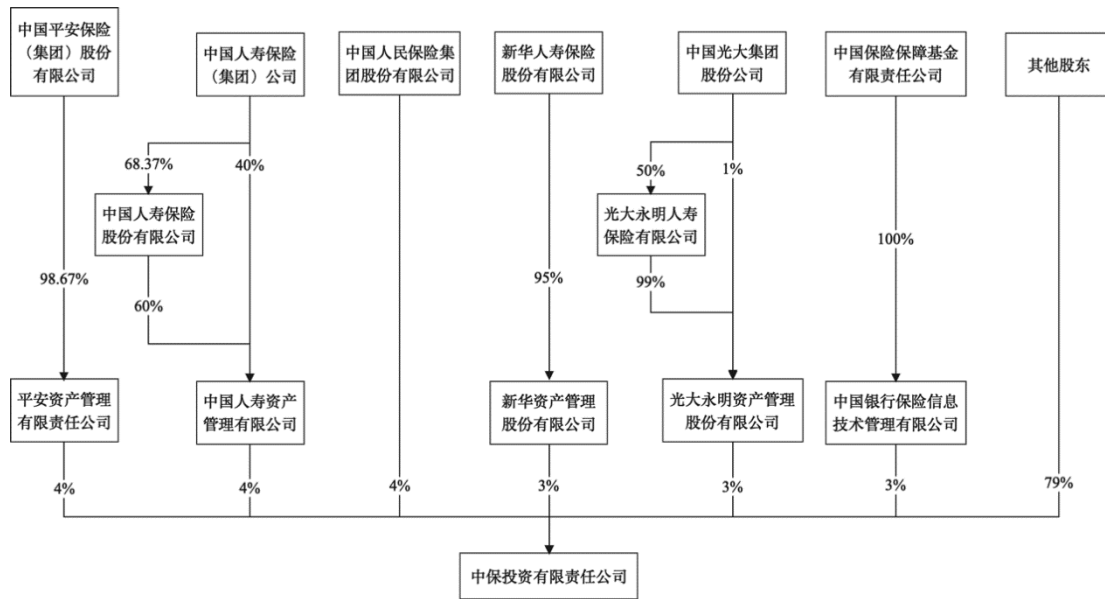 中国平安保险
（集团）股份
有限公司
中国人寿保险
（集团）公司
中国人民保险集
团股份有限公司
新华人寿保险
股份有限公司
中国光大集团
股份公司
中国保险保障基金
有限责任公司
其他股东
68.37%
40%
50%
1%
中国人寿保险
股份有限公司
光大永明人寿
保险有限公司
100%
98.67%
60%
95%
99%
平安资产管理
有限责任公司
中国人寿资产
管理有限公司
新华资产管理
股份有限公司
光大永明资产管理
股份有限公司
中国银行保险信息
技术管理有限公司
4%
4%
4%
3%
3%
3%
79%
中保投资有限责任公司